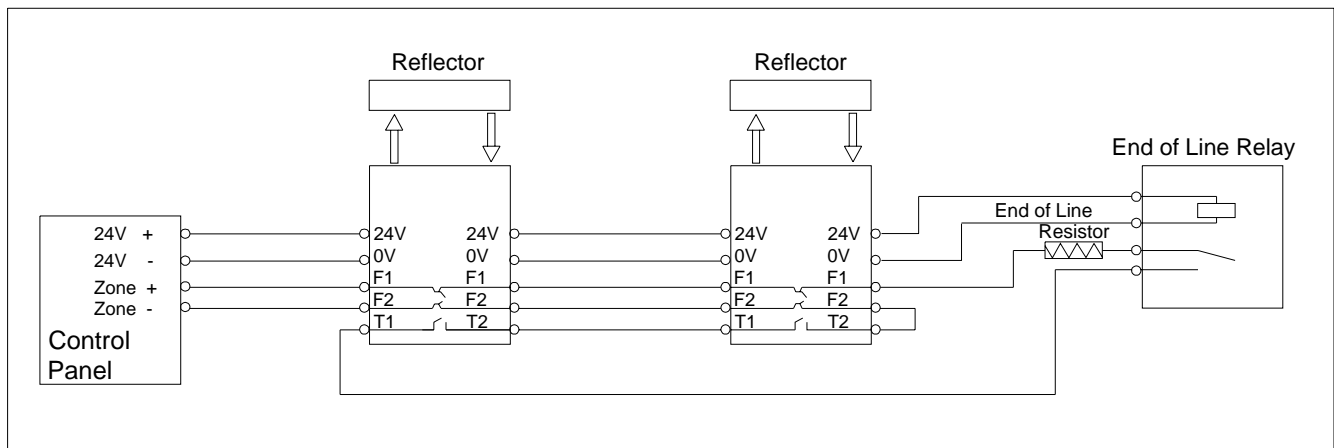 Reflector
Reflector
End of Line Relay
24V +
24V -
Zone +
Zone -
Control
Panel
24V 24V
0V 0V
F1 F1
F2 F2
T1 T2
24V 24V
0V 0V
F1 F1
F2 F2
T1 T2
End of Line
Resistor